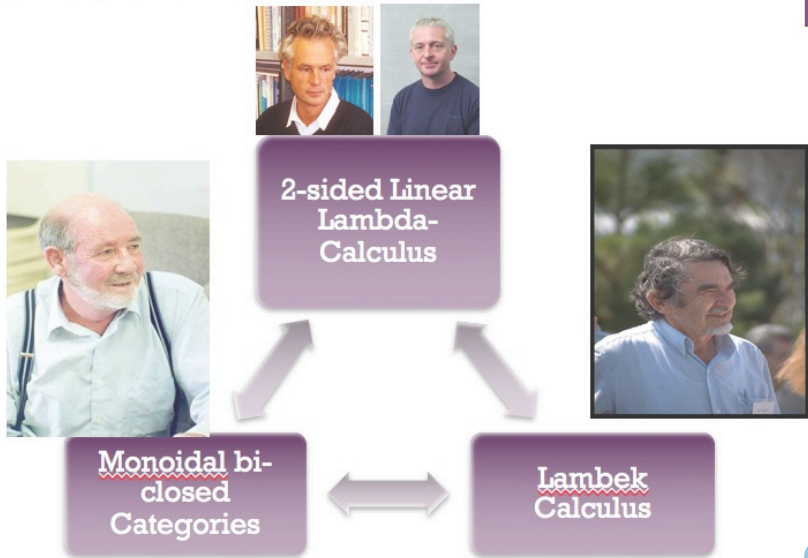 2-sided Linear
Lambda-
Calculus
Monoidal bi-
closed
Categories
Lambek
Calculus